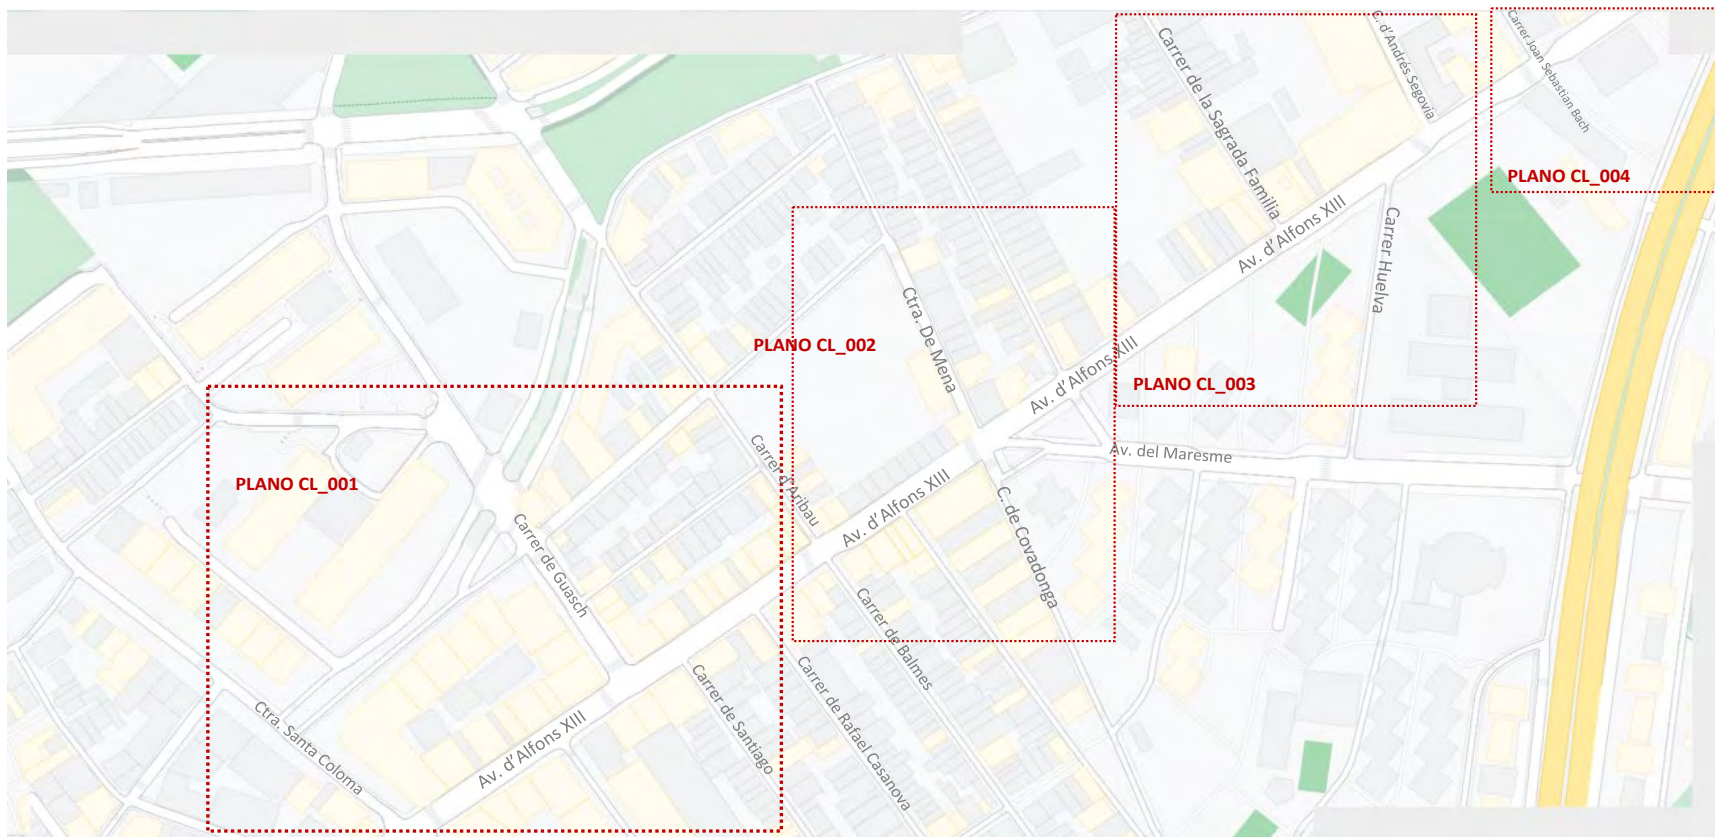 Carrer Joan Sebastian Bach
C. d'Andrés Segovia
Carrer de la Sagrada Familia
PLANO CL_004
Av. d'Alfons XIII
Carrer Huelva
Ctra. De Mena
PLANO CL_002
Av. d'Alfons XIII
PLANO CL_003
Av. del Maresme
Carrer d'Aribau
PLANO CL_001
Av. d'Alfons XIII
C. de Covadonga
Carrer de Guasch
Carrer de Balmes
Carrer de Rafael Casanova
Carrer de Santiago
Ctra. Santa Coloma
Av. d'Alfons XIII